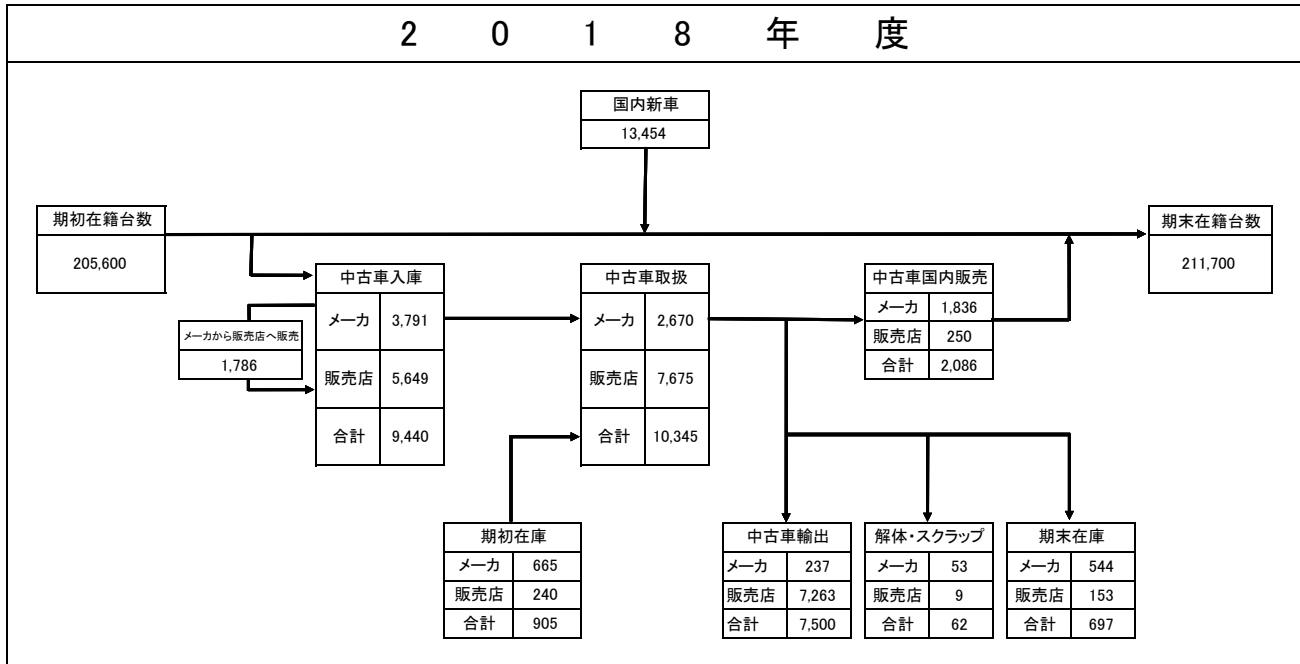 2018年度
国内新車
13,454
期初在籍台数
205,600
期末在籍台数
211,700
中古車入庫
メーカ 3,791
販売店 5,649
合計 9,440
メーカから販売店へ販売
1,786
中古車取扱
メーカ 2,670
販売店 7,675
合計 10,345
中古車国内販売
メーカ 1,836
販売店 250
合計 2,086
期初在庫
メーカ 665
販売店 240
合計 905
中古車輸出
メーカ 237
販売店 7,263
合計 7,500
解体・スクラップ
メーカ 53
販売店 9
合計 62
期末在庫
メーカ 544
販売店 153
合計 697